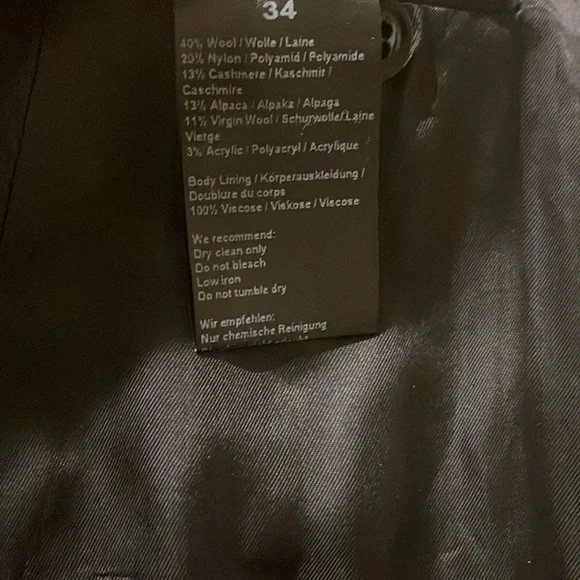 34
40% Wool / Wolle / Laine
20% Nylon / Polyamid / Polyamide
13% Cashmere / Kaschmir /
Caschmire
13% Alpaca / Alpaka / Alpaga
11% Virgin Wool / Schurwolle/Laine
Vierge
3% Acrylic / Polyacryl / Acrylique
Body Lining / Körperauskleidung /
Doublure du corps
100% Viscose / Viskose / Viscose
We recommend:
Dry clean only
Do not bleach
Low iron
Do not tumble dry
Wir empfehlen:
Nur chemische Reinigung